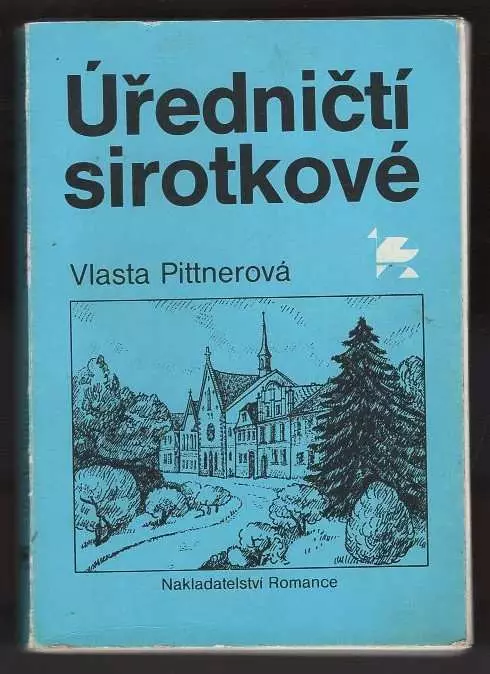 Úředničtí
sirotkové
Vlasta Pittnerová
Nakladatelství Romance